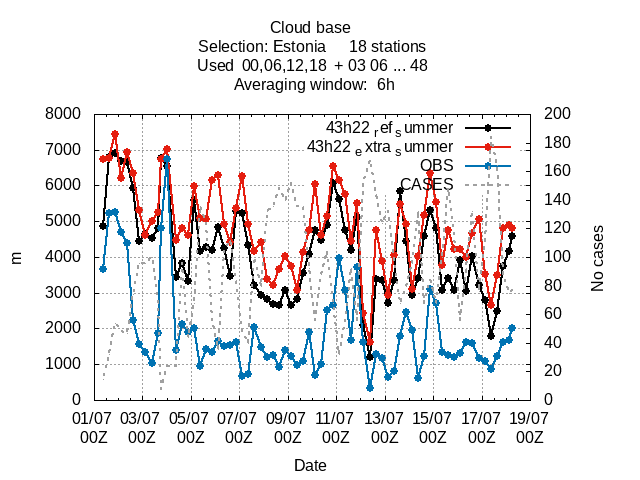 Cloud base
Selection: Estonia 18 stations
Used 00,06,12,18 + 03 06 ... 48
Averaging window: 6h
8000
7000
6000
5000
4000
3000
2000
1000
0
m
200
180
160
140
120
100
80
60
40
20
0
No cases
43h22 ref summer
43h22 extra summer
OBS
CASES
01/07 03/07 05/07 07/07 09/07 11/07 13/07 15/07 17/07 19/07
00Z 00Z 00Z 00Z 00Z 00Z 00Z 00Z 00Z 00Z
Date